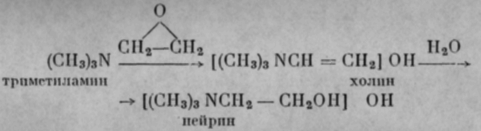 O
CH₂—CH₂
(CH₃)₃N → [(CH₃)₃ NCH = CH₂] OH H₂O →
триметиламин холин
→ [(CH₃)₃ NCH₂ — CH₂OH] OH
нейрин